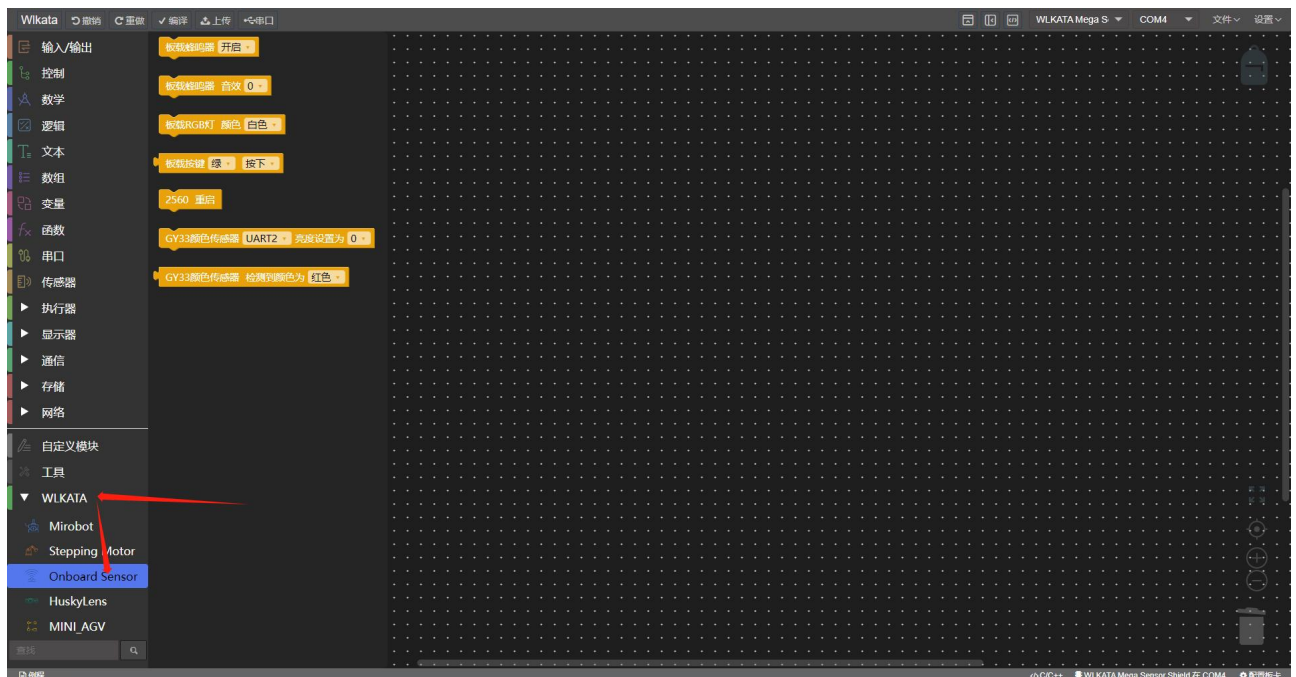 Wlkata 撤销 重做 编译 上传 串口 WLKATA Mega S COM4 文件 设置
输入/输出
控制
数学
逻辑
文本
数组
变量
函数
串口
传感器
执行器
显示器
通信
存储
网络
自定义模块
工具
WLKATA
Mirobot
Stepping Motor
Onboard Sensor
HuskyLens
MINI_AGV
查找
板载蜂鸣器 开启
板载蜂鸣器 音效 0
板载RGB灯 颜色 白色
板载按键 绿 按下
2560 重启
GY33颜色传感器 UART2 亮度设置为 0
GY33颜色传感器 检测到颜色为 红色
C/C++ WLKATA Mega Sensor Shield 在 COM4 配置板卡